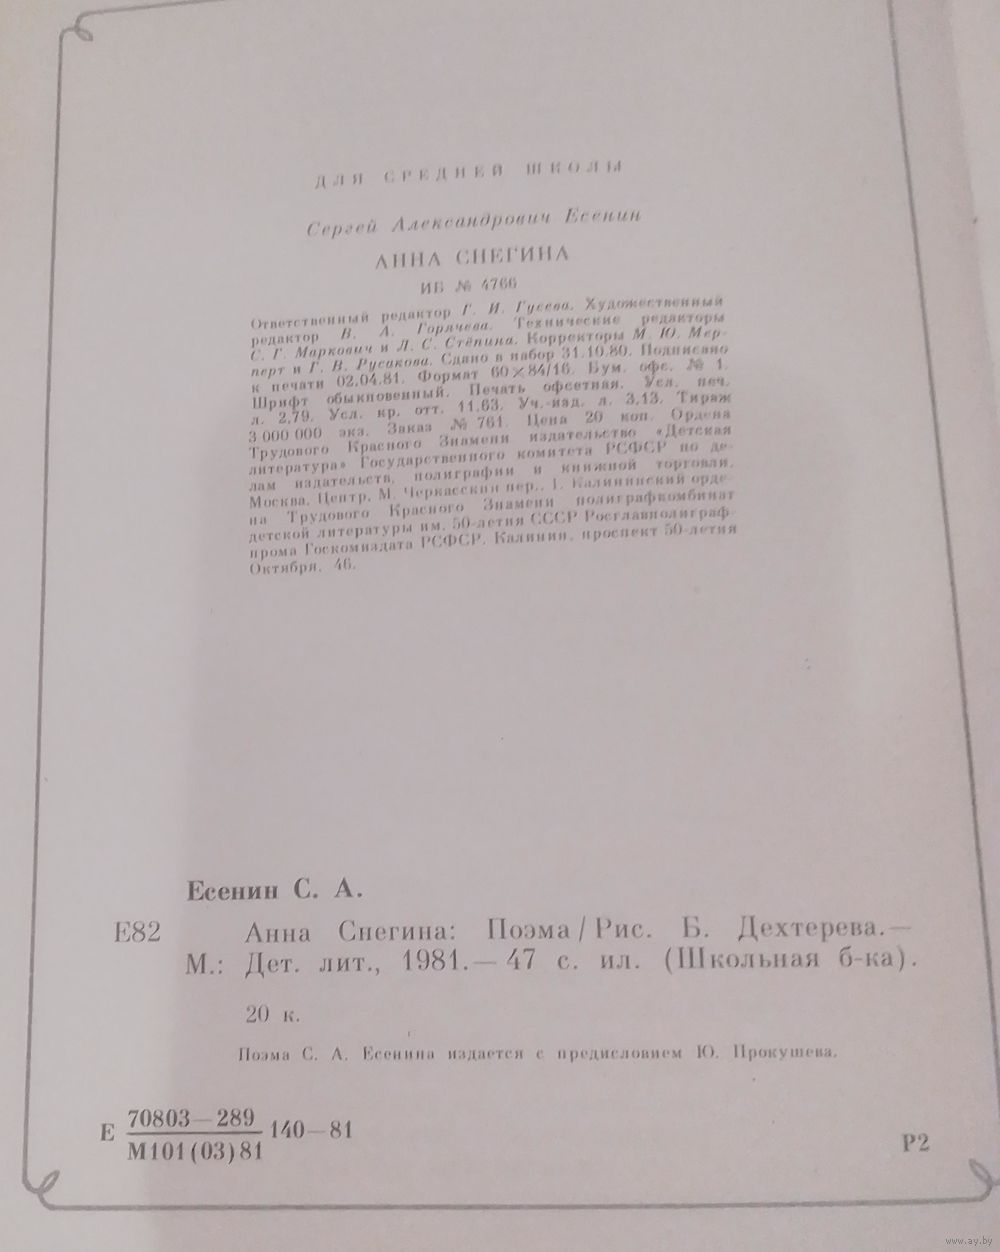 ДЛЯ СРЕДНЕЙ ШКОЛЫ
Сергей Александрович Есенин
АННА СНЕГИНА
ИБ № 4766
Ответственный редактор Г. И. Гусева. Художественный
редактор В. А. Горячева. Технические редакторы
С. Г. Маркович и Л. С. Стёпина. Корректоры М. Ю. Мер-
перт и Г. В. Русакова. Сдано в набор 31.10.80. Подписано
к печати 02.04.81. Формат 60×84/16. Бум. офс. № 1.
Шрифт обыкновенный. Печать офсетная. Усл. печ.
л. 2,79. Усл. кр. отт. 11,63. Уч.-изд. л. 3,13. Тираж
3 000 000 экз. Заказ № 761. Цена 20 коп. Ордена
Трудового Красного Знамени издательство «Детская
литература» Государственного комитета РСФСР по де-
лам издательств, полиграфии и книжной торговли.
Москва, Центр, М. Черкасский пер., 1. Калининский орде-
на Трудового Красного Знамени полиграфкомбинат
детской литературы им. 50-летия СССР Росглавполиграф-
прома Госкомиздата РСФСР. Калинин, проспект 50-летия
Октября, 46.
Есенин С. А.
Е82 Анна Снегина: Поэма / Рис. Б. Дехтерева.—
М.: Дет. лит., 1981.— 47 с. ил. (Школьная б-ка).
20 к.
Поэма С. А. Есенина издается с предисловием Ю. Прокушева.
Е 70803—289 140—81
М101(03)81
Р2
www.ay.by